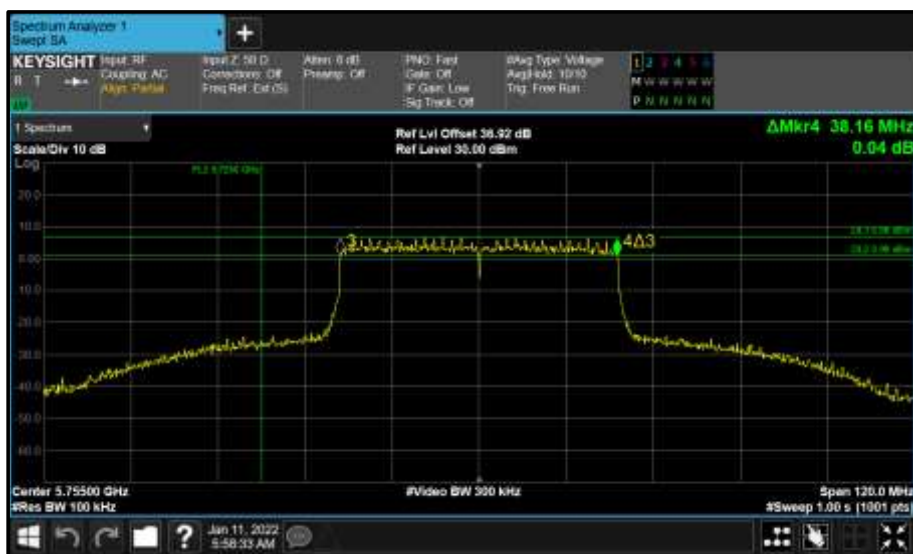 Spectrum Analyzer 1
Swept SA
+
KEYSIGHT
R T
Input: RF
Coupling: AC
Align: Partial
Input Z: 50 Ω
Corrections: Off
Freq Ref: Ext (S)
Atten: 6 dB
Preamp: Off
PNO: Fast
Gate: Off
IF Gain: Low
Sig Track: Off
#Avg Type: Voltage
Avg|Hold: 10/10
Trig: Free Run
1 2 3 4 5 6
M W W W W W
P N N N N N
1 Spectrum
Scale/Div 10 dB
Ref Lvl Offset 36.92 dB
Ref Level 30.00 dBm
ΔMkr4 38.16 MHz
0.04 dB
Log
20.0
10.0
0.00
-10.0
-20.0
-30.0
-40.0
-50.0
-60.0
3
4Δ3
Center 5.75500 GHz
#Res BW 100 kHz
#Video BW 300 kHz
Span 120.0 MHz
#Sweep 1.00 s (1001 pts)
?
Jan 11, 2022
5:58:33 AM